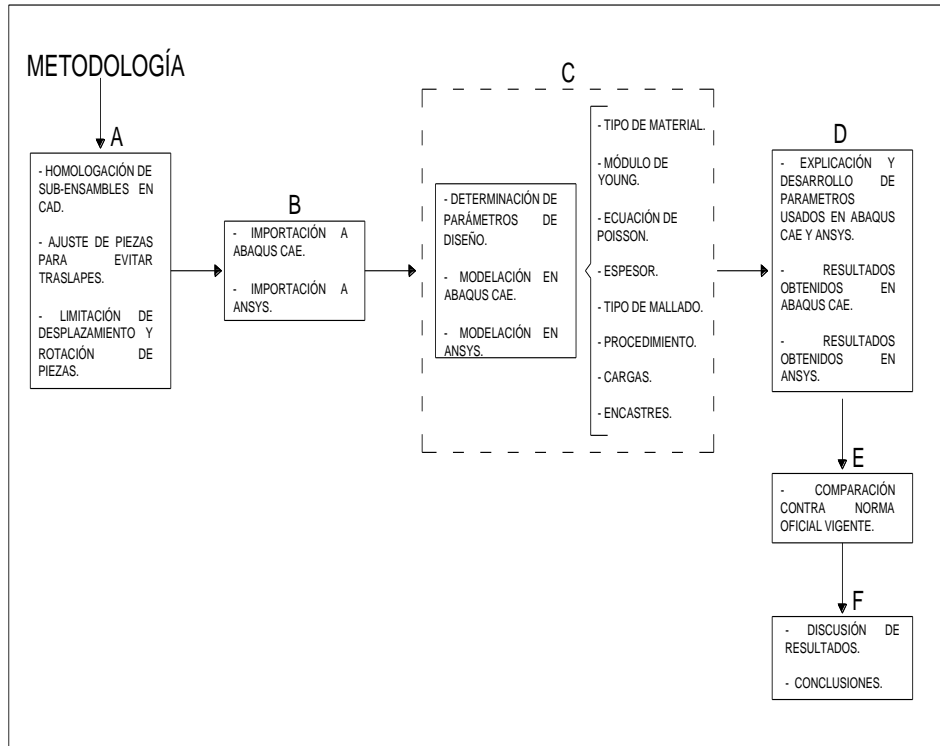 METODOLOGÍA
A
- HOMOLOGACIÓN DE
SUB-ENSAMBLES EN
CAD.
- AJUSTE DE PIEZAS
PARA EVITAR
TRASLAPES.
- LIMITACIÓN DE
DESPLAZAMIENTO Y
ROTACIÓN DE
PIEZAS.
B
- IMPORTACIÓN A
ABAQUS CAE.
- IMPORTACIÓN A
ANSYS.
C
- DETERMINACIÓN DE
PARÁMETROS DE
DISEÑO.
- MODELACIÓN EN
ABAQUS CAE.
- MODELACIÓN EN
ANSYS.
- TIPO DE MATERIAL.
- MÓDULO DE
YOUNG.
- ECUACIÓN DE
POISSON.
- ESPESOR.
- TIPO DE MALLADO.
- PROCEDIMIENTO.
- CARGAS.
- ENCASTRES.
D
- EXPLICACIÓN Y
DESARROLLO DE
PARAMETROS
USADOS EN ABAQUS
CAE Y ANSYS.
- RESULTADOS
OBTENIDOS EN
ABAQUS CAE.
- RESULTADOS
OBTENIDOS EN
ANSYS.
E
- COMPARACIÓN
CONTRA NORMA
OFICIAL VIGENTE.
F
- DISCUSIÓN DE
RESULTADOS.
- CONCLUSIONES.